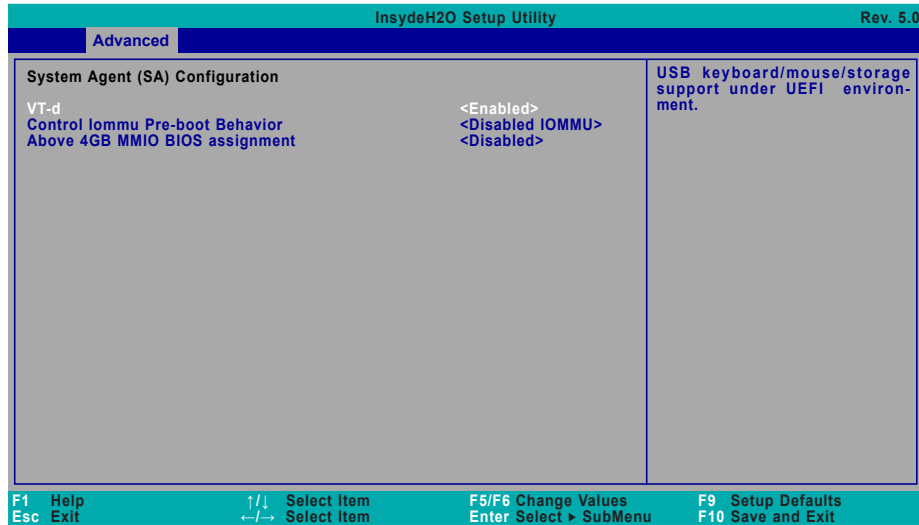 InsydeH2O Setup Utility Rev. 5.0
Advanced
System Agent (SA) Configuration
VT-d <Enabled>
Control Iommu Pre-boot Behavior <Disabled IOMMU>
Above 4GB MMIO BIOS assignment <Disabled>
USB keyboard/mouse/storage
support under UEFI environ-
ment.
F1 Help ↑/↓ Select Item F5/F6 Change Values F9 Setup Defaults
Esc Exit ←/→ Select Item Enter Select ▶ SubMenu F10 Save and Exit